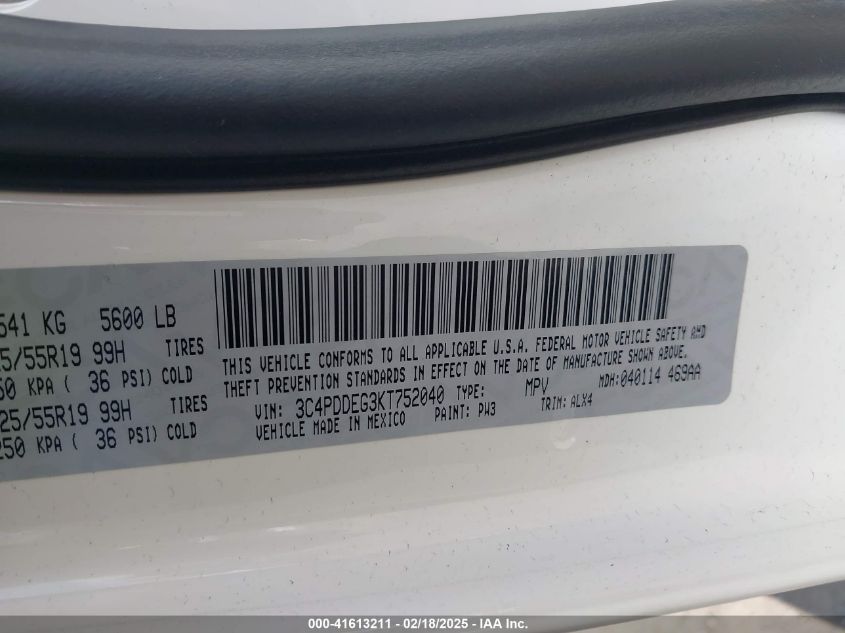 541 KG 5600 LB
25/55R19 99H TIRES
250 KPA ( 36 PSI) COLD
225/55R19 99H TIRES
250 KPA ( 36 PSI) COLD
THIS VEHICLE CONFORMS TO ALL APPLICABLE U.S.A. FEDERAL MOTOR VEHICLE SAFETY AND
THEFT PREVENTION STANDARDS IN EFFECT ON THE DATE OF MANUFACTURE SHOWN ABOVE.
VIN: 3C4PDDEG3KT752040 TYPE: MPV MDH:040114 469AA
VEHICLE MADE IN MEXICO PAINT: PW3 TRIM: ALX4
000-41613211 - 02/18/2025 - IAA Inc.